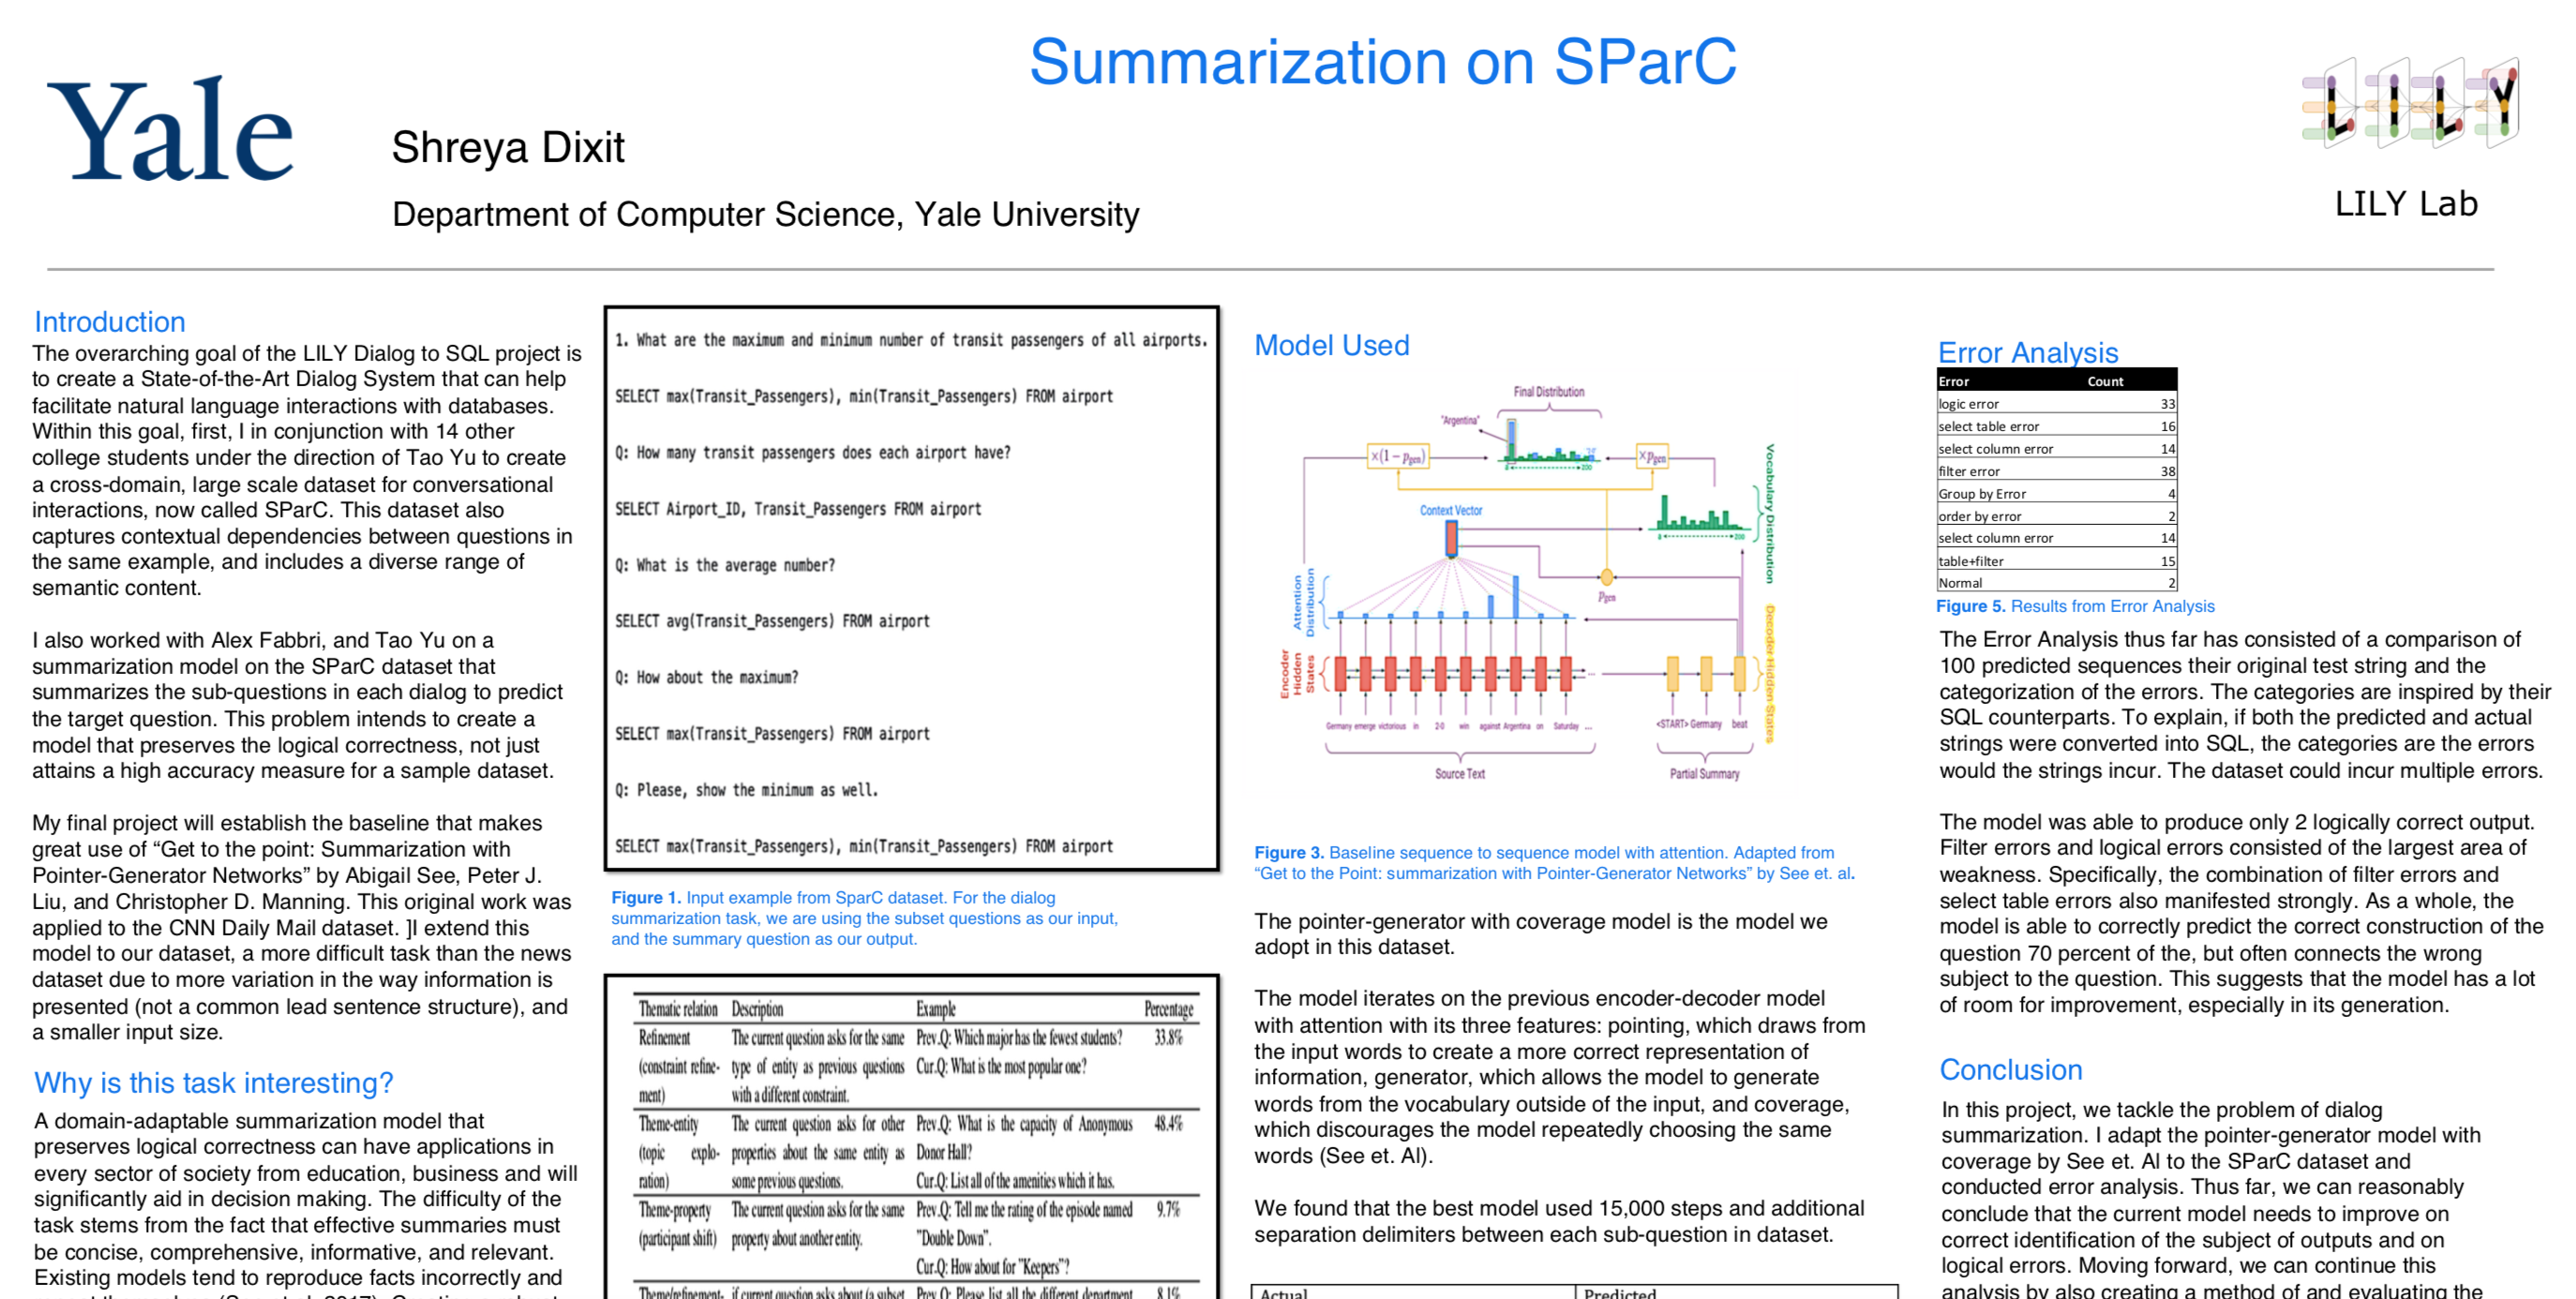 Summarization on SParC
Yale
Shreya Dixit
Department of Computer Science, Yale University
LILY
LILY Lab
Introduction
The overarching goal of the LILY Dialog to SQL project is
to create a State-of-the-Art Dialog System that can help
facilitate natural language interactions with databases.
Within this goal, first, I in conjunction with 14 other
college students under the direction of Tao Yu to create
a cross-domain, large scale dataset for conversational
interactions, now called SParC. This dataset also
captures contextual dependencies between questions in
the same example, and includes a diverse range of
semantic content.
I also worked with Alex Fabbri, and Tao Yu on a
summarization model on the SParC dataset that
summarizes the sub-questions in each dialog to predict
the target question. This problem intends to create a
model that preserves the logical correctness, not just
attains a high accuracy measure for a sample dataset.
My final project will establish the baseline that makes
great use of “Get to the point: Summarization with
Pointer-Generator Networks” by Abigail See, Peter J.
Liu, and Christopher D. Manning. This original work was
applied to the CNN Daily Mail dataset. ]I extend this
model to our dataset, a more difficult task than the news
dataset due to more variation in the way information is
presented (not a common lead sentence structure), and
a smaller input size.
Why is this task interesting?
A domain-adaptable summarization model that
preserves logical correctness can have applications in
every sector of society from education, business and will
significantly aid in decision making. The difficulty of the
task stems from the fact that effective summaries must
be concise, comprehensive, informative, and relevant.
Existing models tend to reproduce facts incorrectly and
1. What are the maximum and minimum number of transit passengers of all airports.
SELECT max(Transit_Passengers), min(Transit_Passengers) FROM airport
Q: How many transit passengers does each airport have?
SELECT Airport_ID, Transit_Passengers FROM airport
Q: What is the average number?
SELECT avg(Transit_Passengers) FROM airport
Q: How about the maximum?
SELECT max(Transit_Passengers) FROM airport
Q: Please, show the minimum as well.
SELECT max(Transit_Passengers), min(Transit_Passengers) FROM airport
Figure 1. Input example from SparC dataset. For the dialog
summarization task, we are using the subset questions as our input,
and the summary question as our output.
Thematic relation Description Example Percentage
Refinement The current question asks for the same Prev.Q: Which major has the fewest students? 33.8%
(constraint refine- type of entity as previous questions Cur.Q: What is the most popular one?
ment) with a different constraint.
Theme-entity The current question asks for other Prev.Q: What is the capacity of Anonymous 48.4%
(topic explo- properties about the same entity as Donor Hall?
ration) some previous questions. Cur.Q: List all of the amenities which it has.
Theme-property The current question asks for the same Prev.Q: Tell me the rating of the episode named 9.7%
(participant shift) property about another entity. "Double Down".
Cur.Q: How about for "Keepers"?
Theme/refinement- if current question asks about (a subset Prev.Q: Please list all the different department 8.1%
Model Used
Final Distribution
"Argentina"
×(1 − pgen)
×pgen
a
200
Context Vector
a
200
Vocabulary Distribution
Attention
Distribution
pgen
Encoder
Hidden
States
Decoder Hidden States
Germany emerge victorious in 2-0 win against Argentina on Saturday ...
<START> Germany beat
Source Text
Partial Summary
Figure 3. Baseline sequence to sequence model with attention. Adapted from
“Get to the Point: summarization with Pointer-Generator Networks” by See et. al.
The pointer-generator with coverage model is the model we
adopt in this dataset.
The model iterates on the previous encoder-decoder model
with attention with its three features: pointing, which draws from
the input words to create a more correct representation of
information, generator, which allows the model to generate
words from the vocabulary outside of the input, and coverage,
which discourages the model repeatedly choosing the same
words (See et. Al).
We found that the best model used 15,000 steps and additional
separation delimiters between each sub-question in dataset.
Actual Predicted
Error Analysis
Error Count
logic error 33
select table error 16
select column error 14
filter error 38
Group by Error 4
order by error 2
select column error 14
table+filter 15
Normal 2
Figure 5. Results from Error Analysis
The Error Analysis thus far has consisted of a comparison of
100 predicted sequences their original test string and the
categorization of the errors. The categories are inspired by their
SQL counterparts. To explain, if both the predicted and actual
strings were converted into SQL, the categories are the errors
would the strings incur. The dataset could incur multiple errors.
The model was able to produce only 2 logically correct output.
Filter errors and logical errors consisted of the largest area of
weakness. Specifically, the combination of filter errors and
select table errors also manifested strongly. As a whole, the
model is able to correctly predict the correct construction of the
question 70 percent of the, but often connects the wrong
subject to the question. This suggests that the model has a lot
of room for improvement, especially in its generation.
Conclusion
In this project, we tackle the problem of dialog
summarization. I adapt the pointer-generator model with
coverage by See et. Al to the SParC dataset and
conducted error analysis. Thus far, we can reasonably
conclude that the current model needs to improve on
correct identification of the subject of outputs and on
logical errors. Moving forward, we can continue this
analysis by also creating a method of and evaluating the